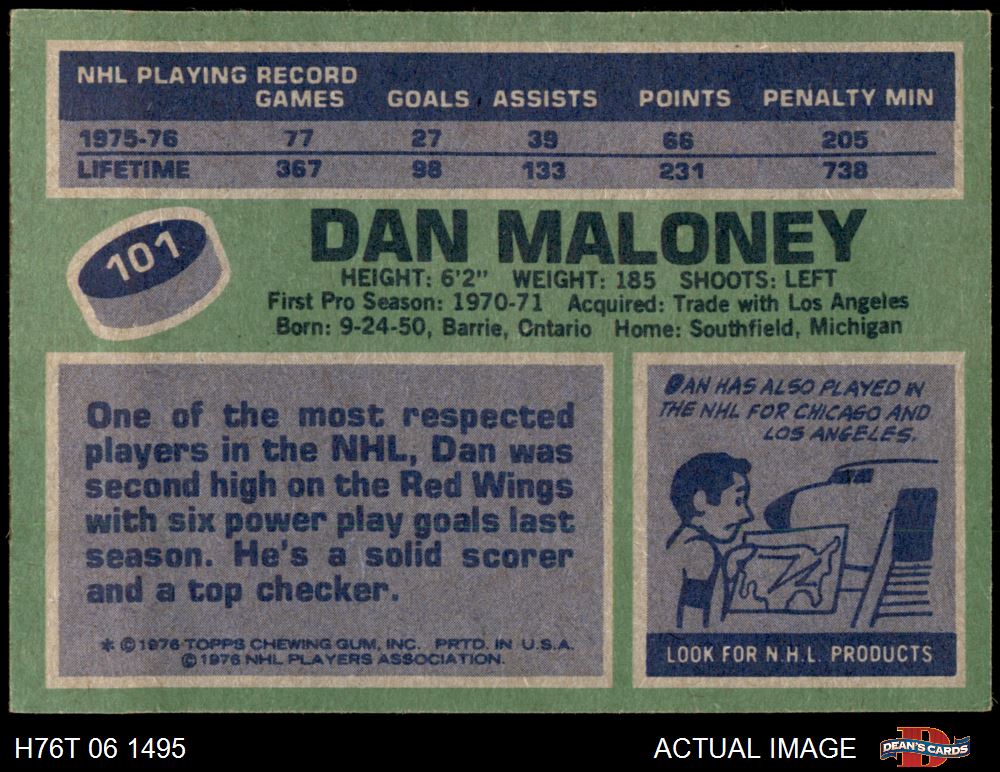 NHL PLAYING RECORD
GAMES GOALS ASSISTS POINTS PENALTY MIN
1975-76 77 27 39 66 205
LIFETIME 367 98 133 231 738
101
DAN MALONEY
HEIGHT: 6'2" WEIGHT: 185 SHOOTS: LEFT
First Pro Season: 1970-71 Acquired: Trade with Los Angeles
Born: 9-24-50, Barrie, Ontario Home: Southfield, Michigan
One of the most respected
players in the NHL, Dan was
second high on the Red Wings
with six power play goals last
season. He's a solid scorer
and a top checker.
* ©1976 TOPPS CHEWING GUM, INC. PRTD. IN U.S.A.
©1976 NHL PLAYERS ASSOCIATION.
DAN HAS ALSO PLAYED IN
THE NHL FOR CHICAGO AND
LOS ANGELES.
LOOK FOR N.H.L. PRODUCTS
H76T 06 1495
ACTUAL IMAGE
D
DEAN'S CARDS